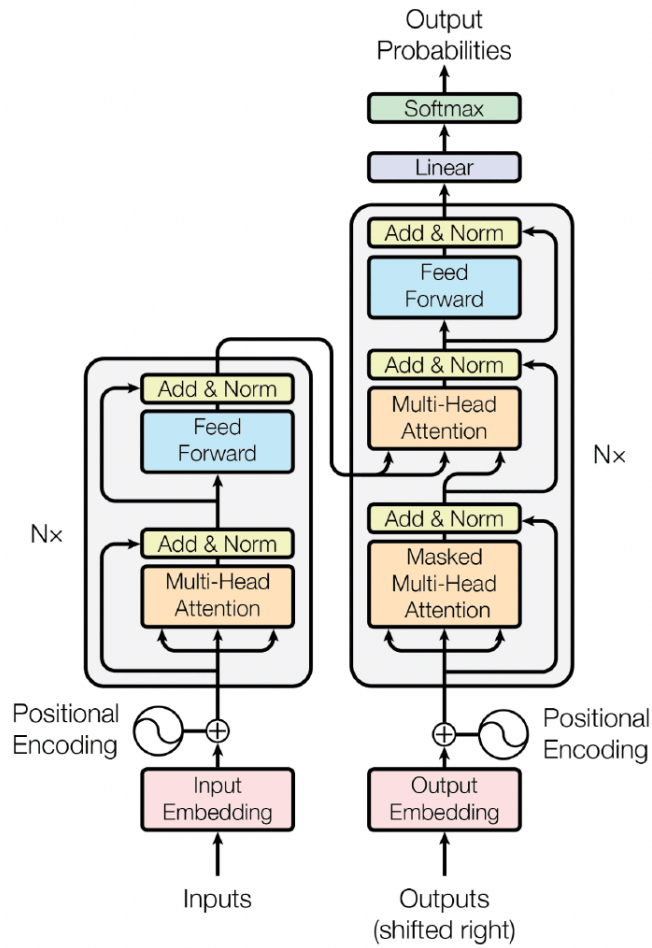 Output
Probabilities
Softmax
Linear
Add & Norm
Feed
Forward
Add & Norm
Multi-Head
Attention
Add & Norm
Masked
Multi-Head
Attention
N×
Add & Norm
Feed
Forward
Add & Norm
Multi-Head
Attention
N×
Positional
Encoding
Positional
Encoding
Input
Embedding
Output
Embedding
Inputs
Outputs
(shifted right)